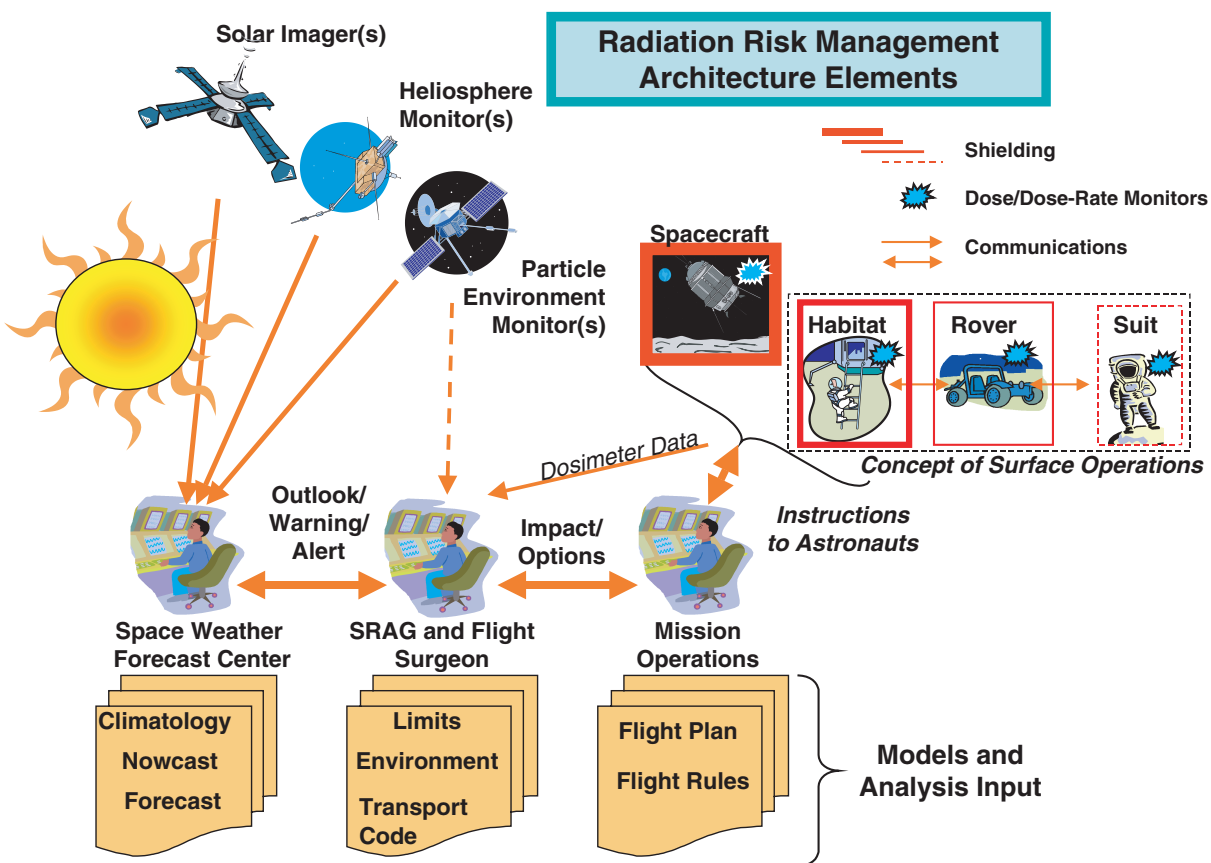 Radiation Risk Management
Architecture Elements
Solar Imager(s)
Heliosphere
Monitor(s)
Particle
Environment
Monitor(s)
Shielding
Dose/Dose-Rate Monitors
Communications
Spacecraft
Habitat
Rover
Suit
Concept of Surface Operations
Dosimeter Data
Instructions
to Astronauts
Outlook/
Warning/
Alert
Impact/
Options
Space Weather
Forecast Center
SRAG and Flight
Surgeon
Mission
Operations
Climatology
Nowcast
Forecast
Limits
Environment
Transport
Code
Flight Plan
Flight Rules
Models and
Analysis Input